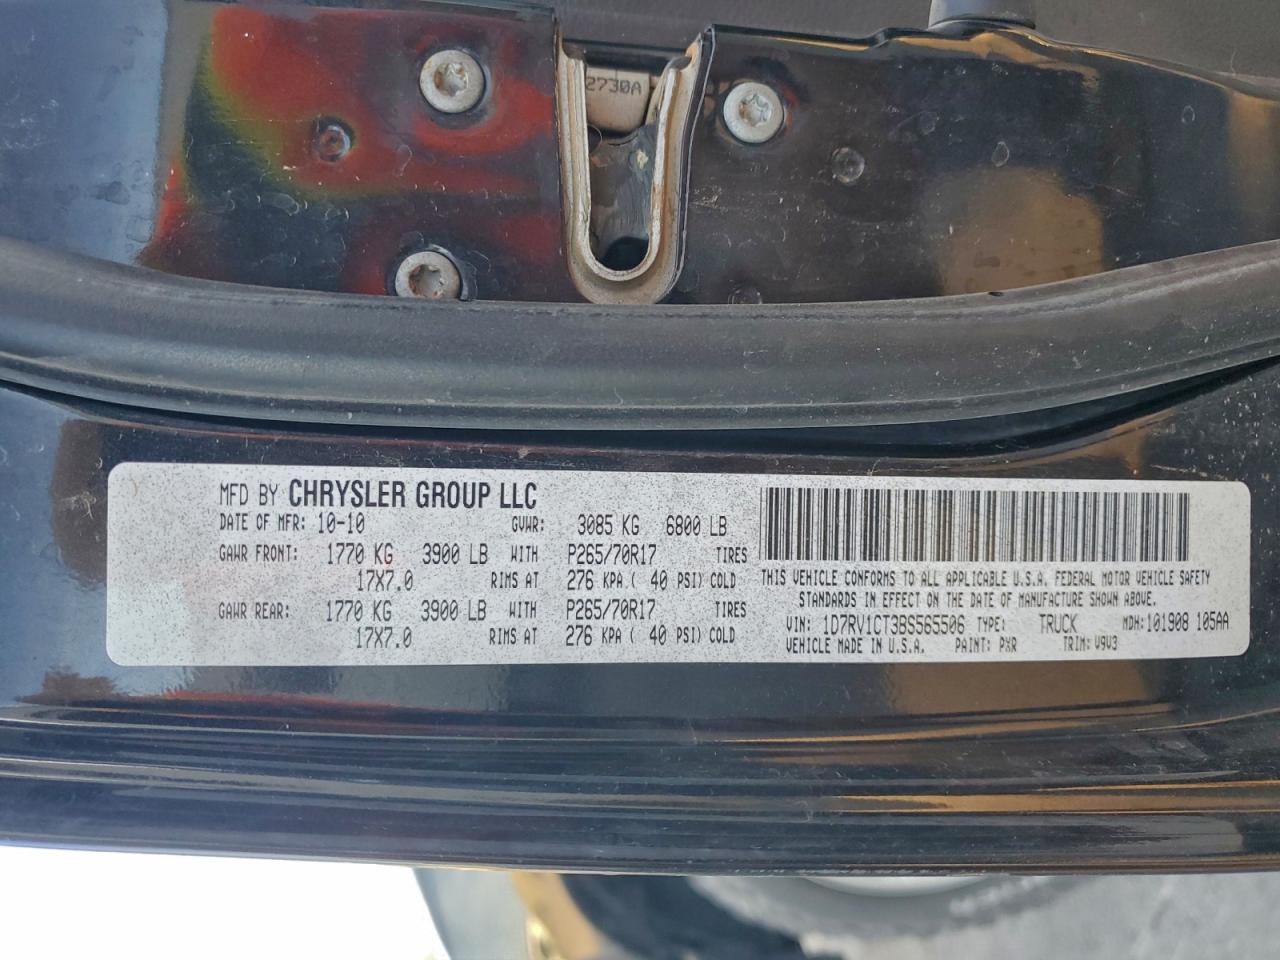 2730A
MFD BY CHRYSLER GROUP LLC
DATE OF MFR: 10-10 GVWR: 3085 KG 6800 LB
GAWR FRONT: 1770 KG 3900 LB WITH P265/70R17 TIRES
17X7.0 RIMS AT 276 KPA ( 40 PSI) COLD
GAWR REAR: 1770 KG 3900 LB WITH P265/70R17 TIRES
17X7.0 RIMS AT 276 KPA ( 40 PSI) COLD
THIS VEHICLE CONFORMS TO ALL APPLICABLE U.S.A. FEDERAL MOTOR VEHICLE SAFETY
STANDARDS IN EFFECT ON THE DATE OF MANUFACTURE SHOWN ABOVE.
VIN: 1D7RV1CT3BS565506 TYPE: TRUCK MDH: 101908 105AA
VEHICLE MADE IN U.S.A. PAINT: PXR TRIM: V9V3